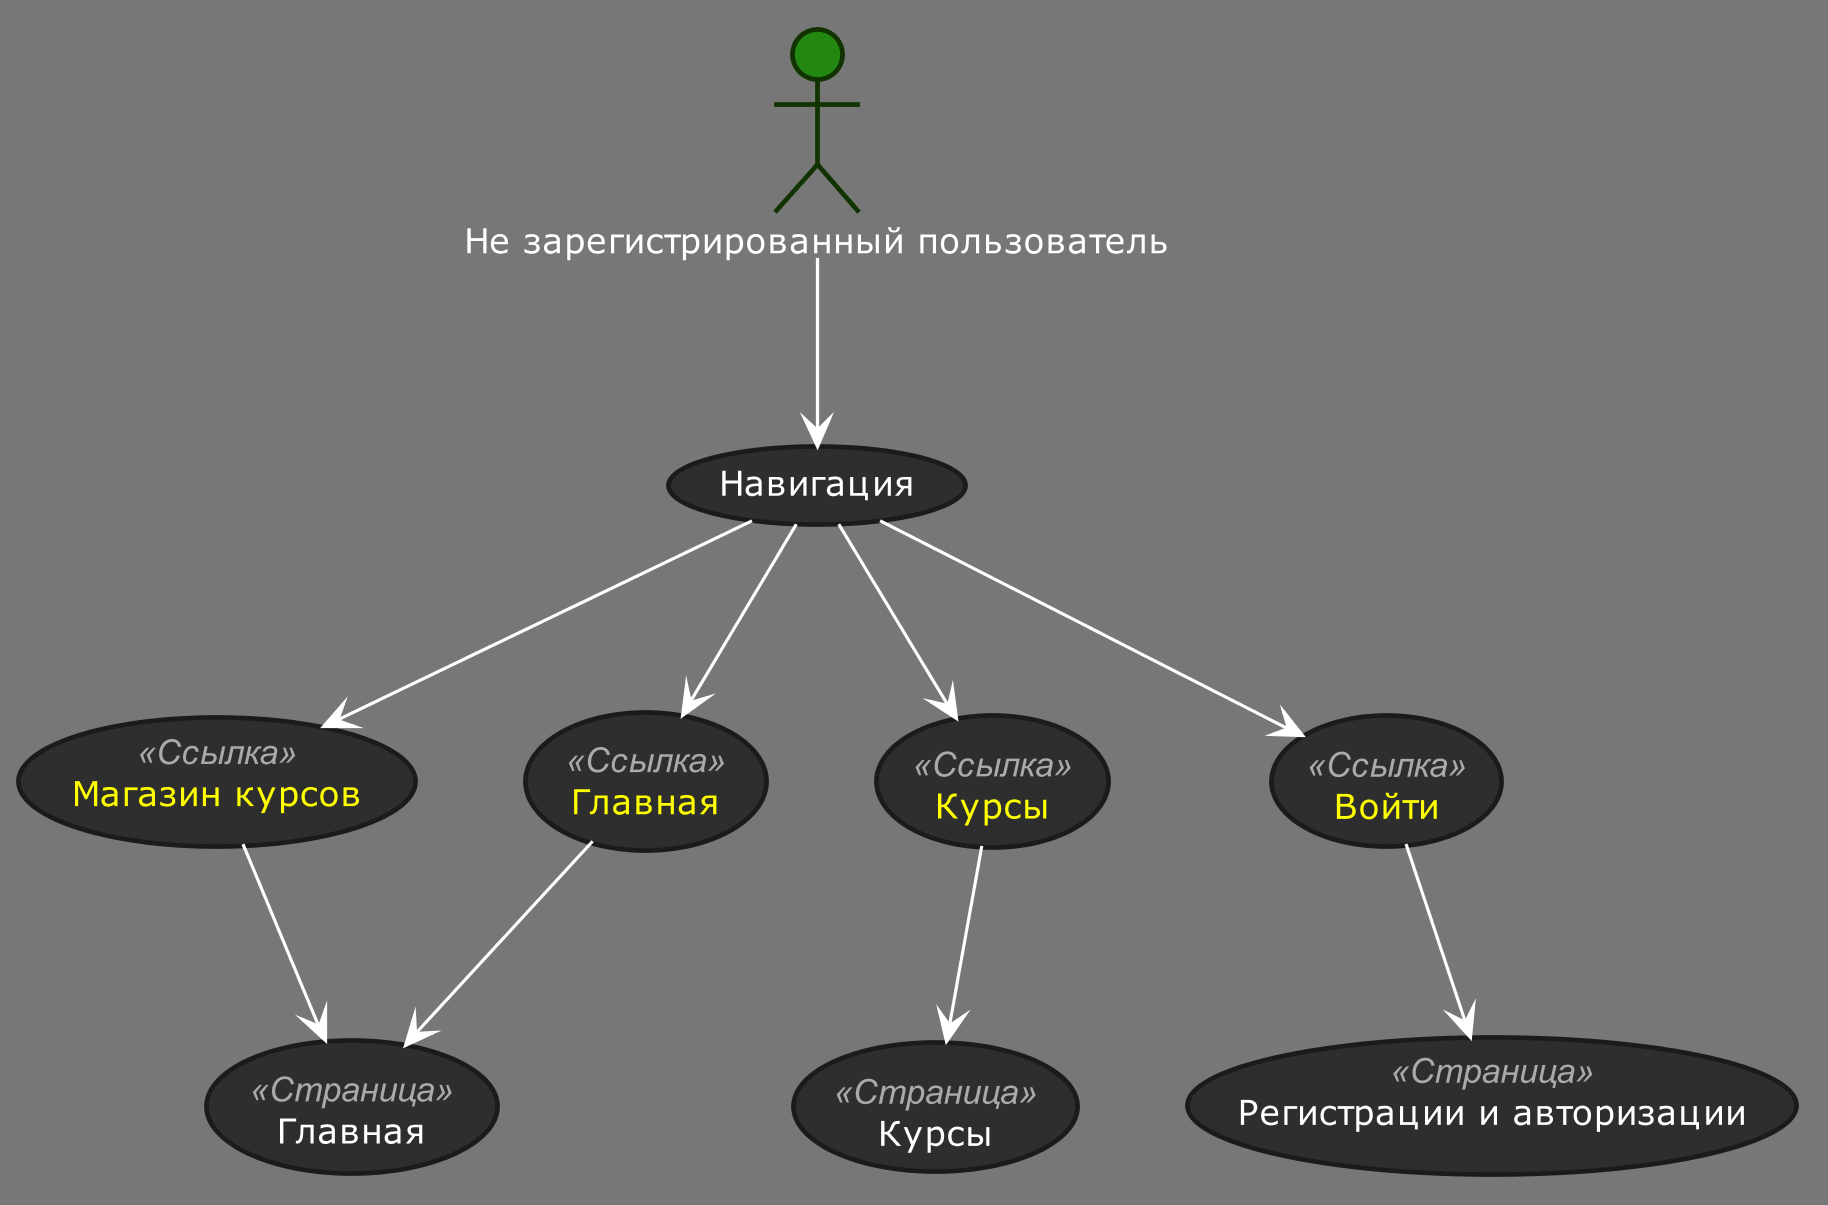 Не зарегистрированный пользователь
Навигация
«Ссылка»
Магазин курсов
«Ссылка»
Главная
«Ссылка»
Курсы
«Ссылка»
Войти
«Страница»
Главная
«Страница»
Курсы
«Страница»
Регистрации и авторизации